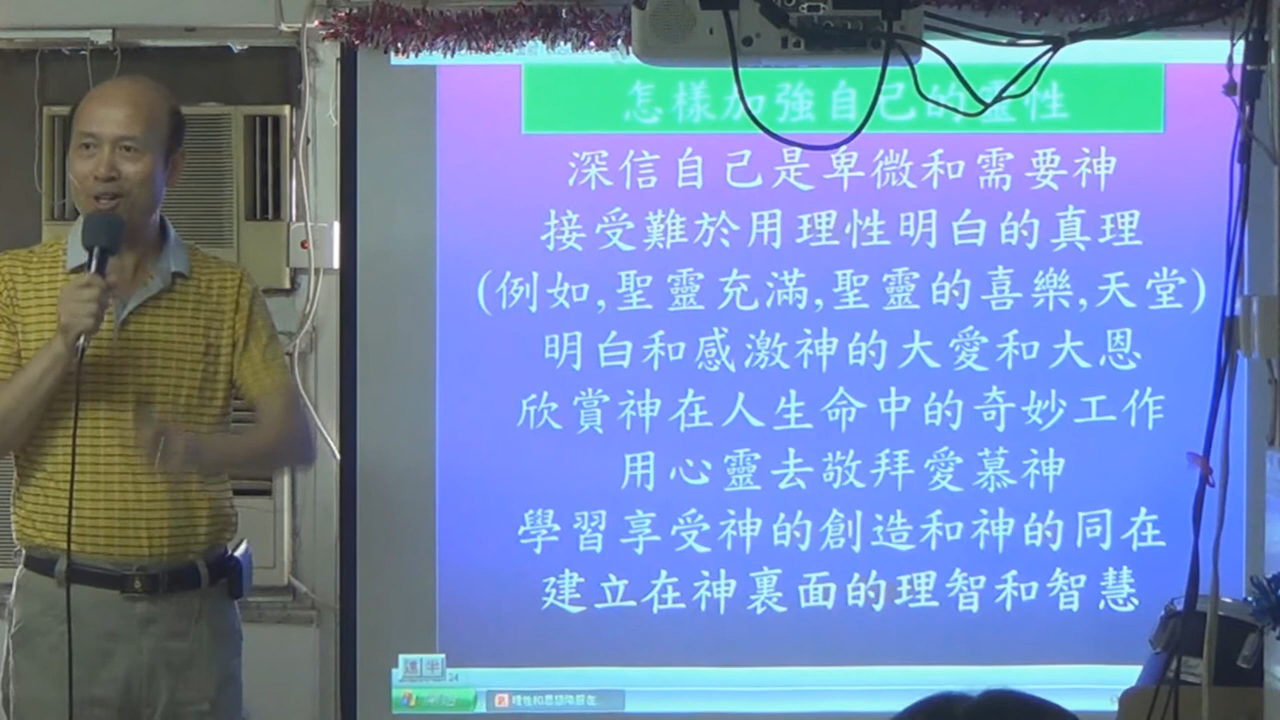 怎樣加強自己的靈性
深信自己是卑微和需要神
接受難於用理性明白的真理
(例如,聖靈充滿,聖靈的喜樂,天堂)
明白和感激神的大愛和大恩
欣賞神在人生命中的奇妙工作
用心靈去敬拜愛慕神
學習享受神的創造和神的同在
建立在神裏面的理智和智慧